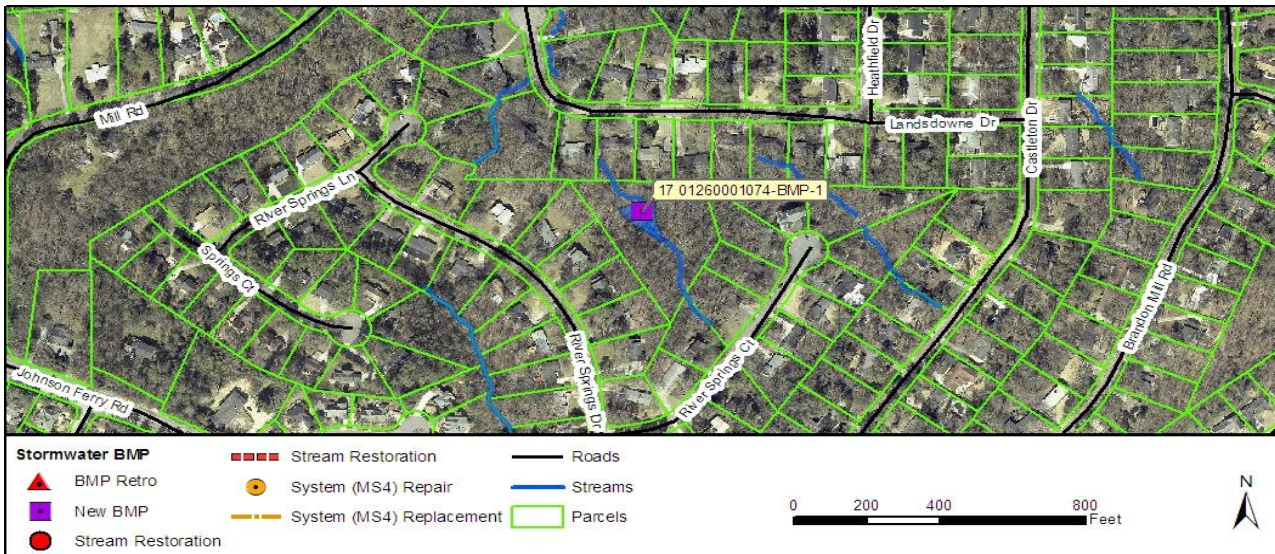 Heathfield Dr
Mill Rd
Landsdowne Dr
Castleton Dr
17 01260001074-BMP-1
River Springs Ln
Springs Ct
Brandon Mill Rd
River Springs Dr
River Springs Ct
Johnson Ferry Rd
Stormwater BMP
BMP Retro
New BMP
Stream Restoration
Stream Restoration
System (MS4) Repair
System (MS4) Replacement
Roads
Streams
Parcels
0 200 400 800
Feet
N